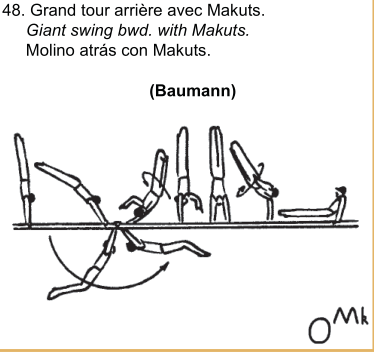 48. Grand tour arrière avec Makuts.
Giant swing bwd. with Makuts.
Molino atrás con Makuts.
(Baumann)
O Mk